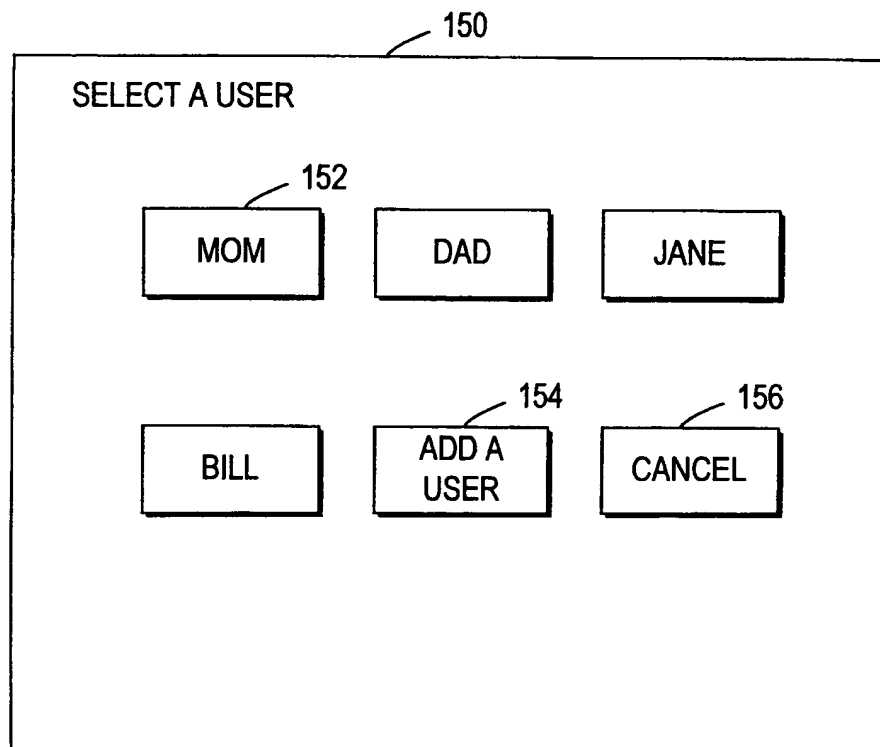 150
SELECT A USER
152
MOM
DAD
JANE
154
156
BILL
ADD A
USER
CANCEL